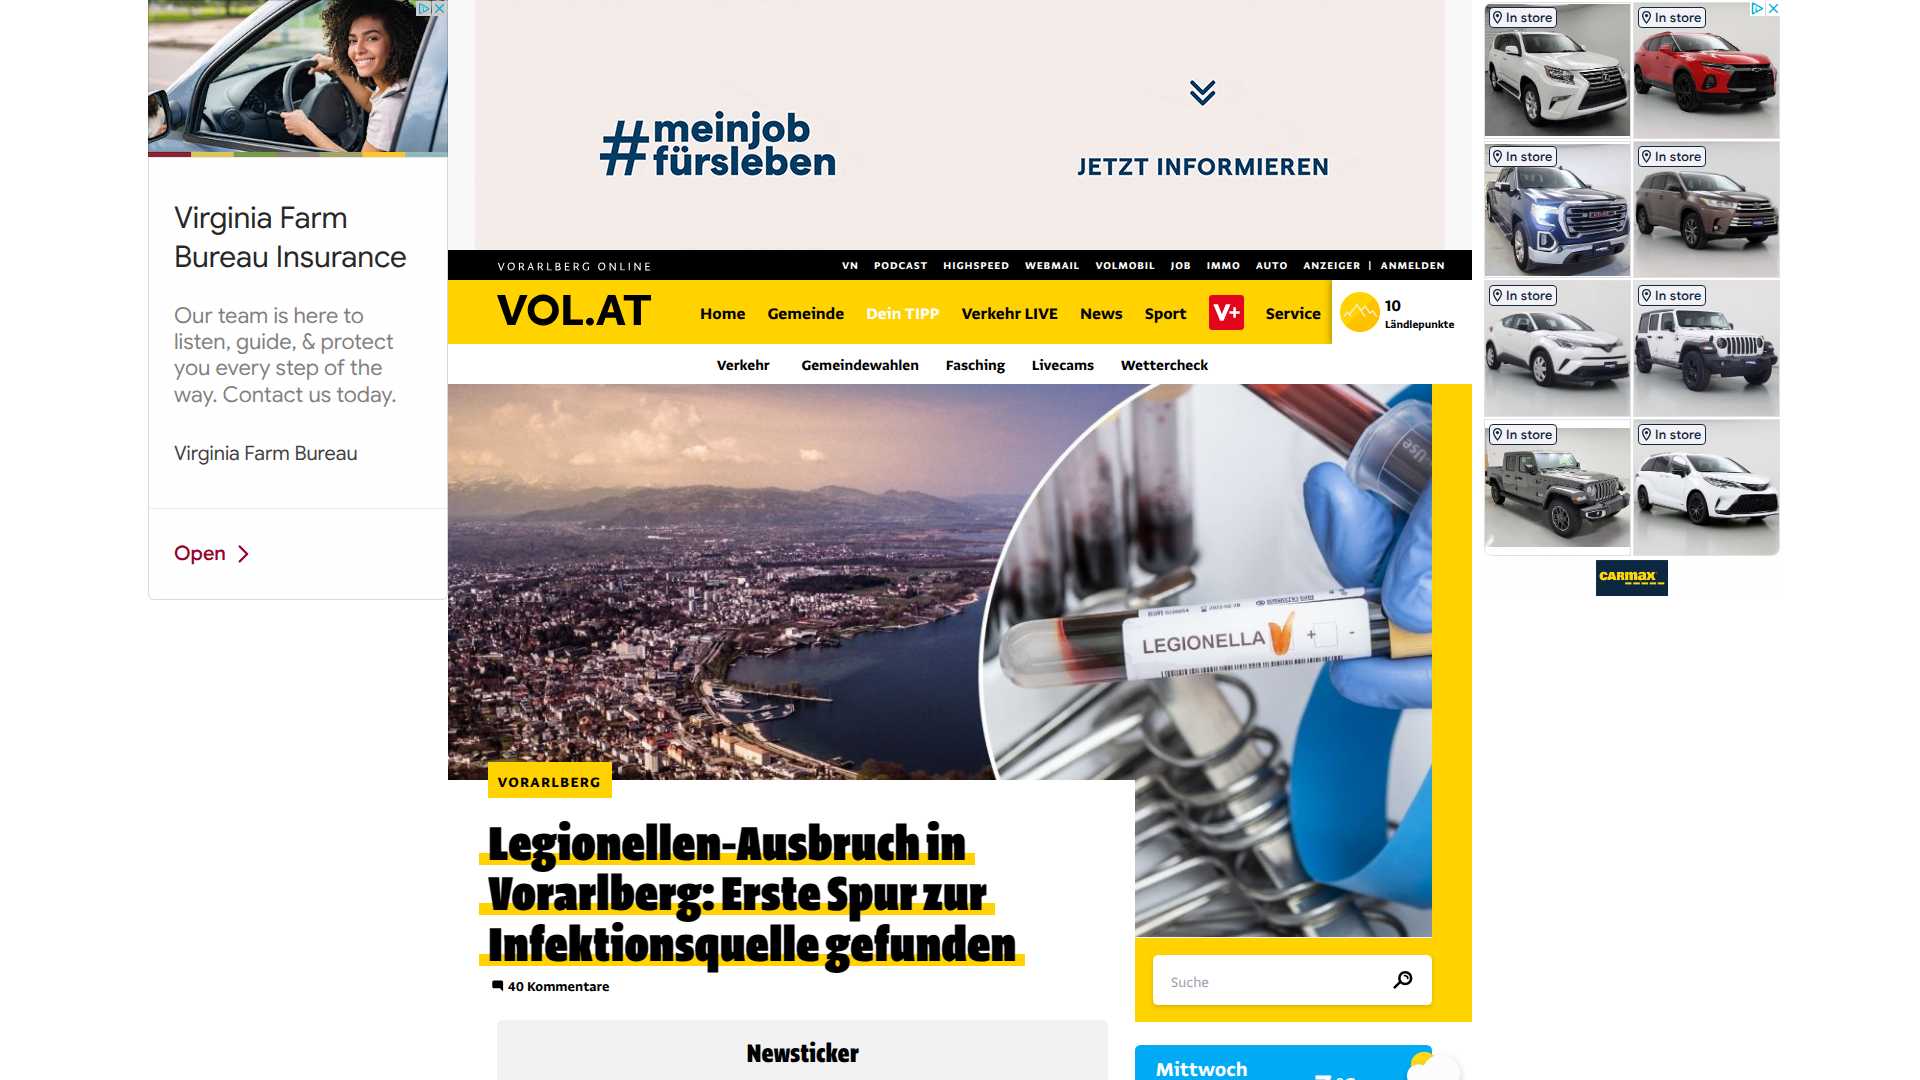 Virginia Farm
Bureau Insurance
Our team is here to
listen, guide, & protect
you every step of the
way. Contact us today.
Virginia Farm Bureau
Open
#meinjob
fürsleben
JETZT INFORMIEREN
VORARLBERG ONLINE
VN PODCAST HIGHSPEED WEBMAIL VOLMOBIL JOB IMMO AUTO ANZEIGER | ANMELDEN
VOL.AT
Home Gemeinde Dein TIPP Verkehr LIVE News Sport V+ Service
10
Ländlepunkte
Verkehr Gemeindewahlen Fasching Livecams Wettercheck
Use
LEGIONELLA + -
VORARLBERG
Legionellen-Ausbruch in
Vorarlberg: Erste Spur zur
Infektionsquelle gefunden
40 Kommentare
Newsticker
Suche
Mittwoch
In store In store
In store In store
In store In store
In store In store
CARMAX